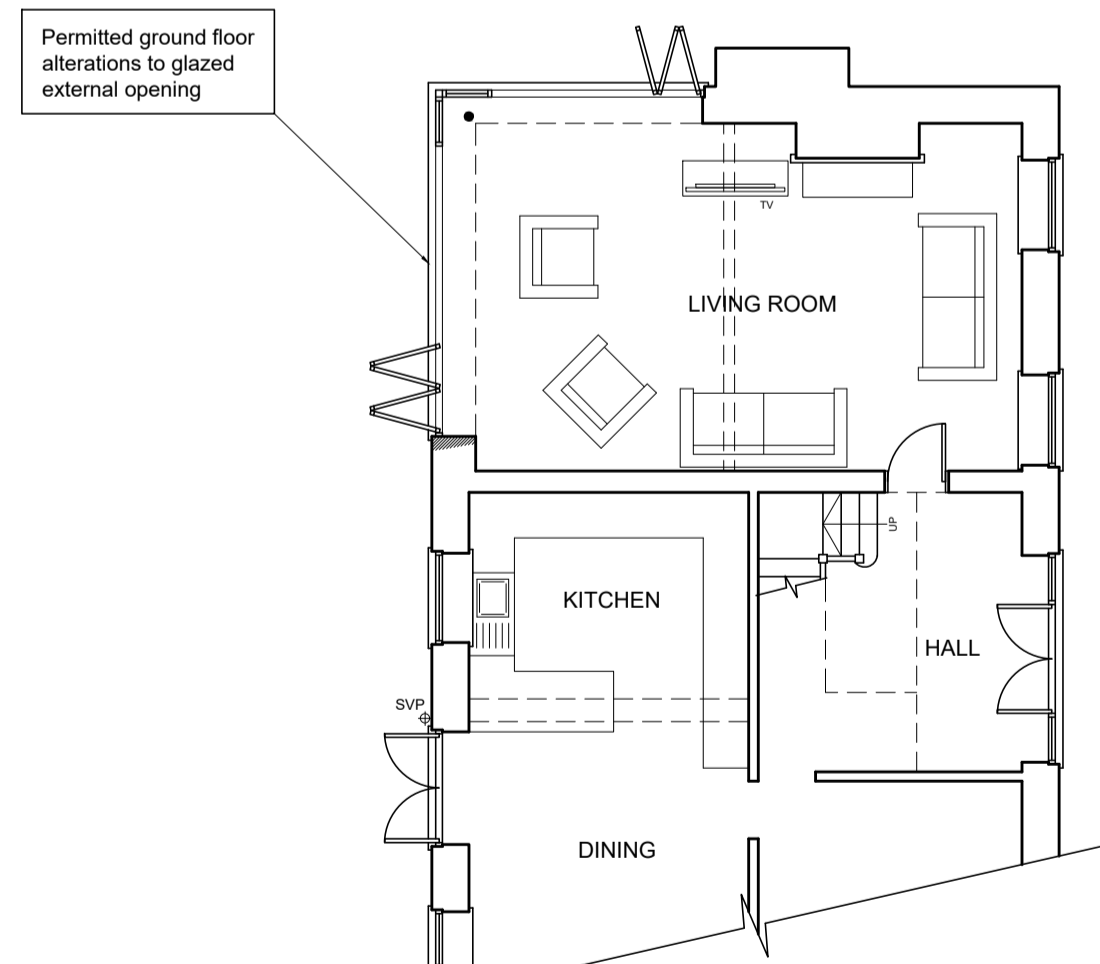 Permitted ground floor
alterations to glazed
external opening
TV
LIVING ROOM
UP
KITCHEN
HALL
SVP
DINING